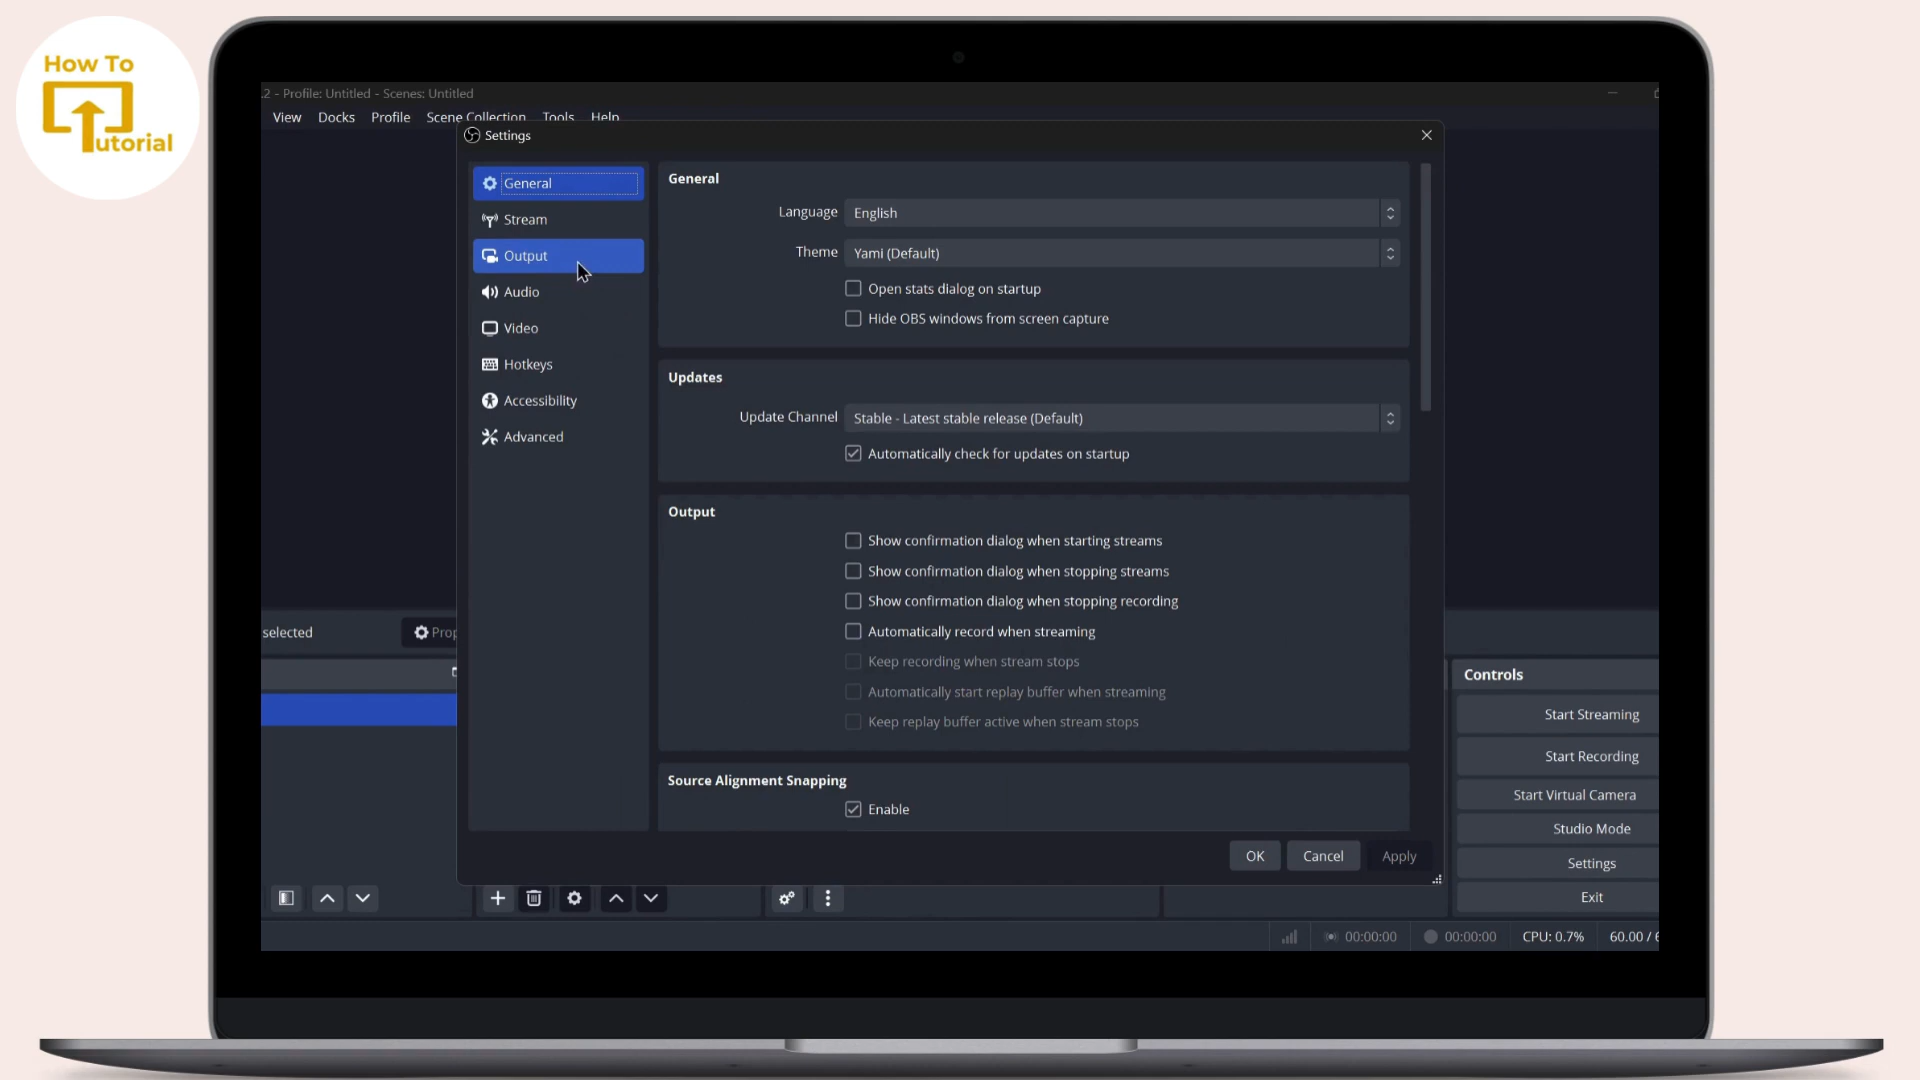 How To
Tutorial
.2 - Profile: Untitled - Scenes: Untitled
View Docks Profile Scene Collection Tools Help
Settings
General
Stream
Output
Audio
Video
Hotkeys
Accessibility
Advanced
General
Language English
Theme Yami (Default)
Open stats dialog on startup
Hide OBS windows from screen capture
Updates
Update Channel Stable - Latest stable release (Default)
Automatically check for updates on startup
Output
Show confirmation dialog when starting streams
Show confirmation dialog when stopping streams
Show confirmation dialog when stopping recording
Automatically record when streaming
Keep recording when stream stops
Automatically start replay buffer when streaming
Keep replay buffer active when stream stops
Source Alignment Snapping
Enable
OK Cancel Apply
selected Prop
Controls
Start Streaming
Start Recording
Start Virtual Camera
Studio Mode
Settings
Exit
00:00:00 00:00:00 CPU: 0.7% 60.00 / 6